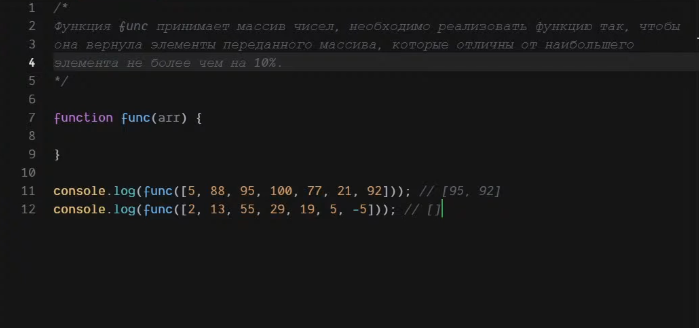 1 /*
2 Функция func принимает массив чисел, необходимо реализовать функцию так, чтобы
3 она вернула элементы переданного массива, которые отличны от наибольшего
4 элемента не более чем на 10%.
5 */
6
7 function func(arr) {
8
9 }
10
11 console.log(func([5, 88, 95, 100, 77, 21, 92])); // [95, 92]
12 console.log(func([2, 13, 55, 29, 19, 5, -5])); // []